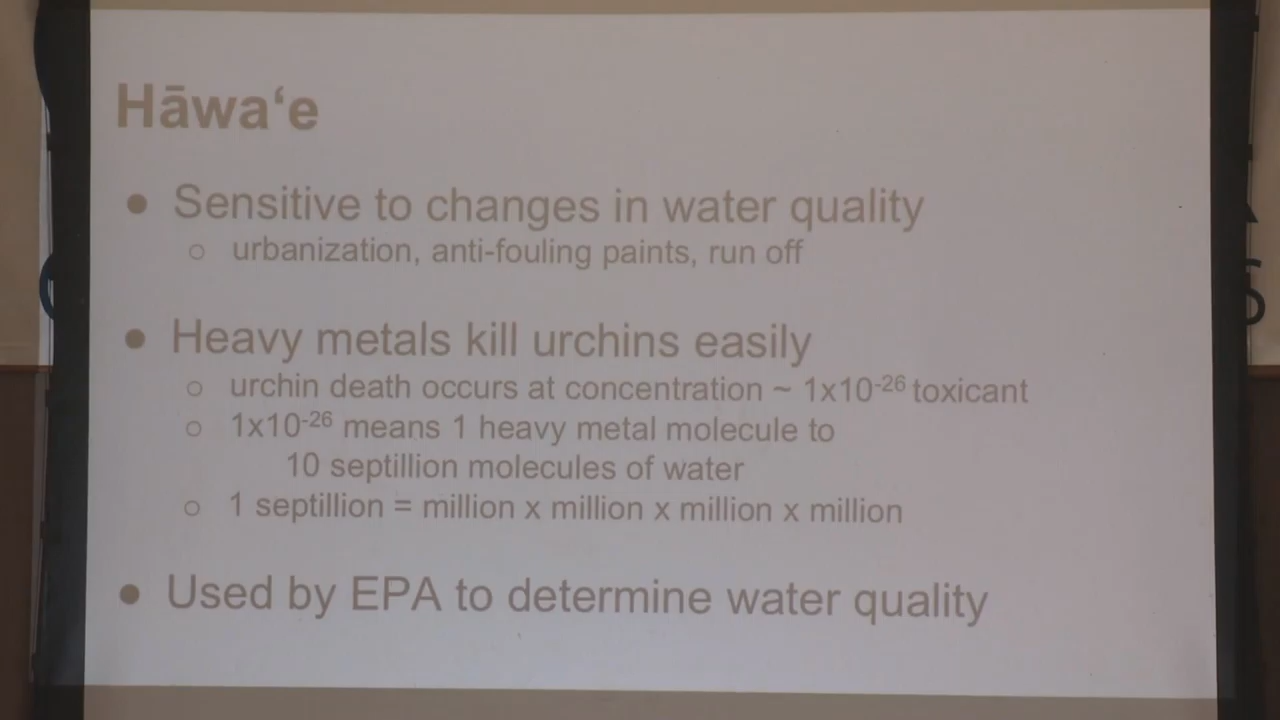 Hāwaʻe
● Sensitive to changes in water quality
○ urbanization, anti-fouling paints, run off
● Heavy metals kill urchins easily
○ urchin death occurs at concentration ~ 1x10⁻²⁶ toxicant
○ 1x10⁻²⁶ means 1 heavy metal molecule to
10 septillion molecules of water
○ 1 septillion = million x million x million x million
● Used by EPA to determine water quality